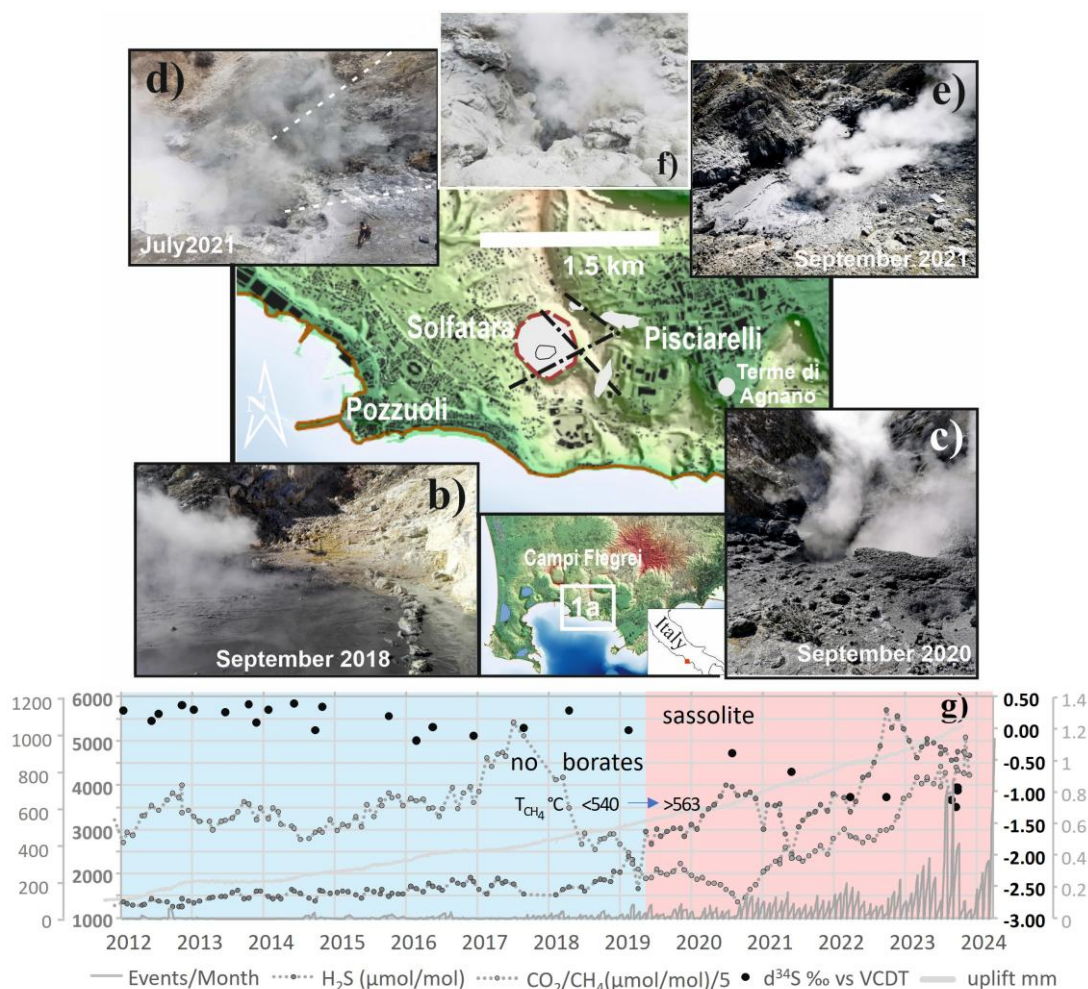 d)
July2021
f)
e)
September 2021
1.5 km
Solfatara
Pisciarelli
Terme di
Agnano
Pozzuoli
N
b)
September 2018
Campi Flegrei
1a
Italy
c)
September 2020
g)
sassolite
no borates
T_CH₄ °C <540 >563
1200 6000 0.50 1.4
1000 5000 0.00 1.2
-0.50 1
800 4000 -1.00 0.8
600 3000 -1.50 0.6
400 -2.00 0.4
200 2000 -2.50 0.2
0 1000 -3.00 0
2012 2013 2014 2015 2016 2017 2018 2019 2020 2021 2022 2023 2024
Events/Month H₂S (µmol/mol) CO₂/CH₄(µmol/mol)/5 d³⁴S ‰ vs VCDT uplift mm